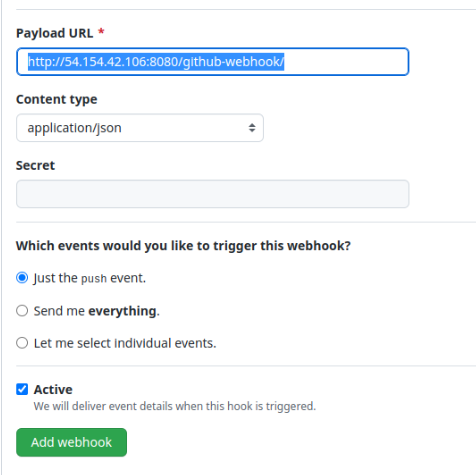 Payload URL *
http://54.154.42.106:8080/github-webhook/
Content type
application/json
Secret
Which events would you like to trigger this webhook?
Just the push event.
Send me everything.
Let me select individual events.
Active
We will deliver event details when this hook is triggered.
Add webhook